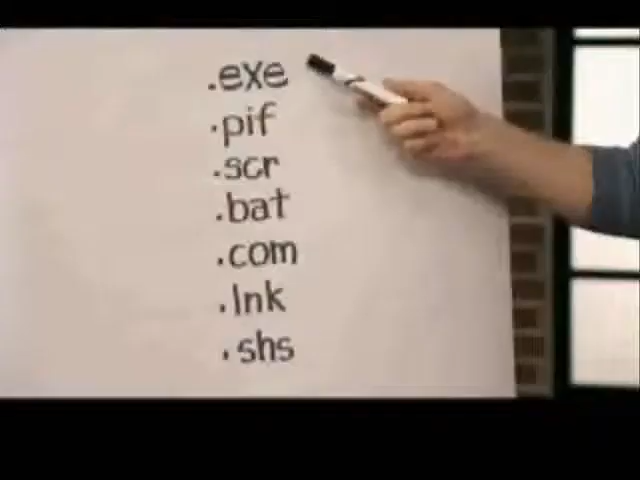 .exe
.pif
.scr
.bat
.com
.lnk
.shs